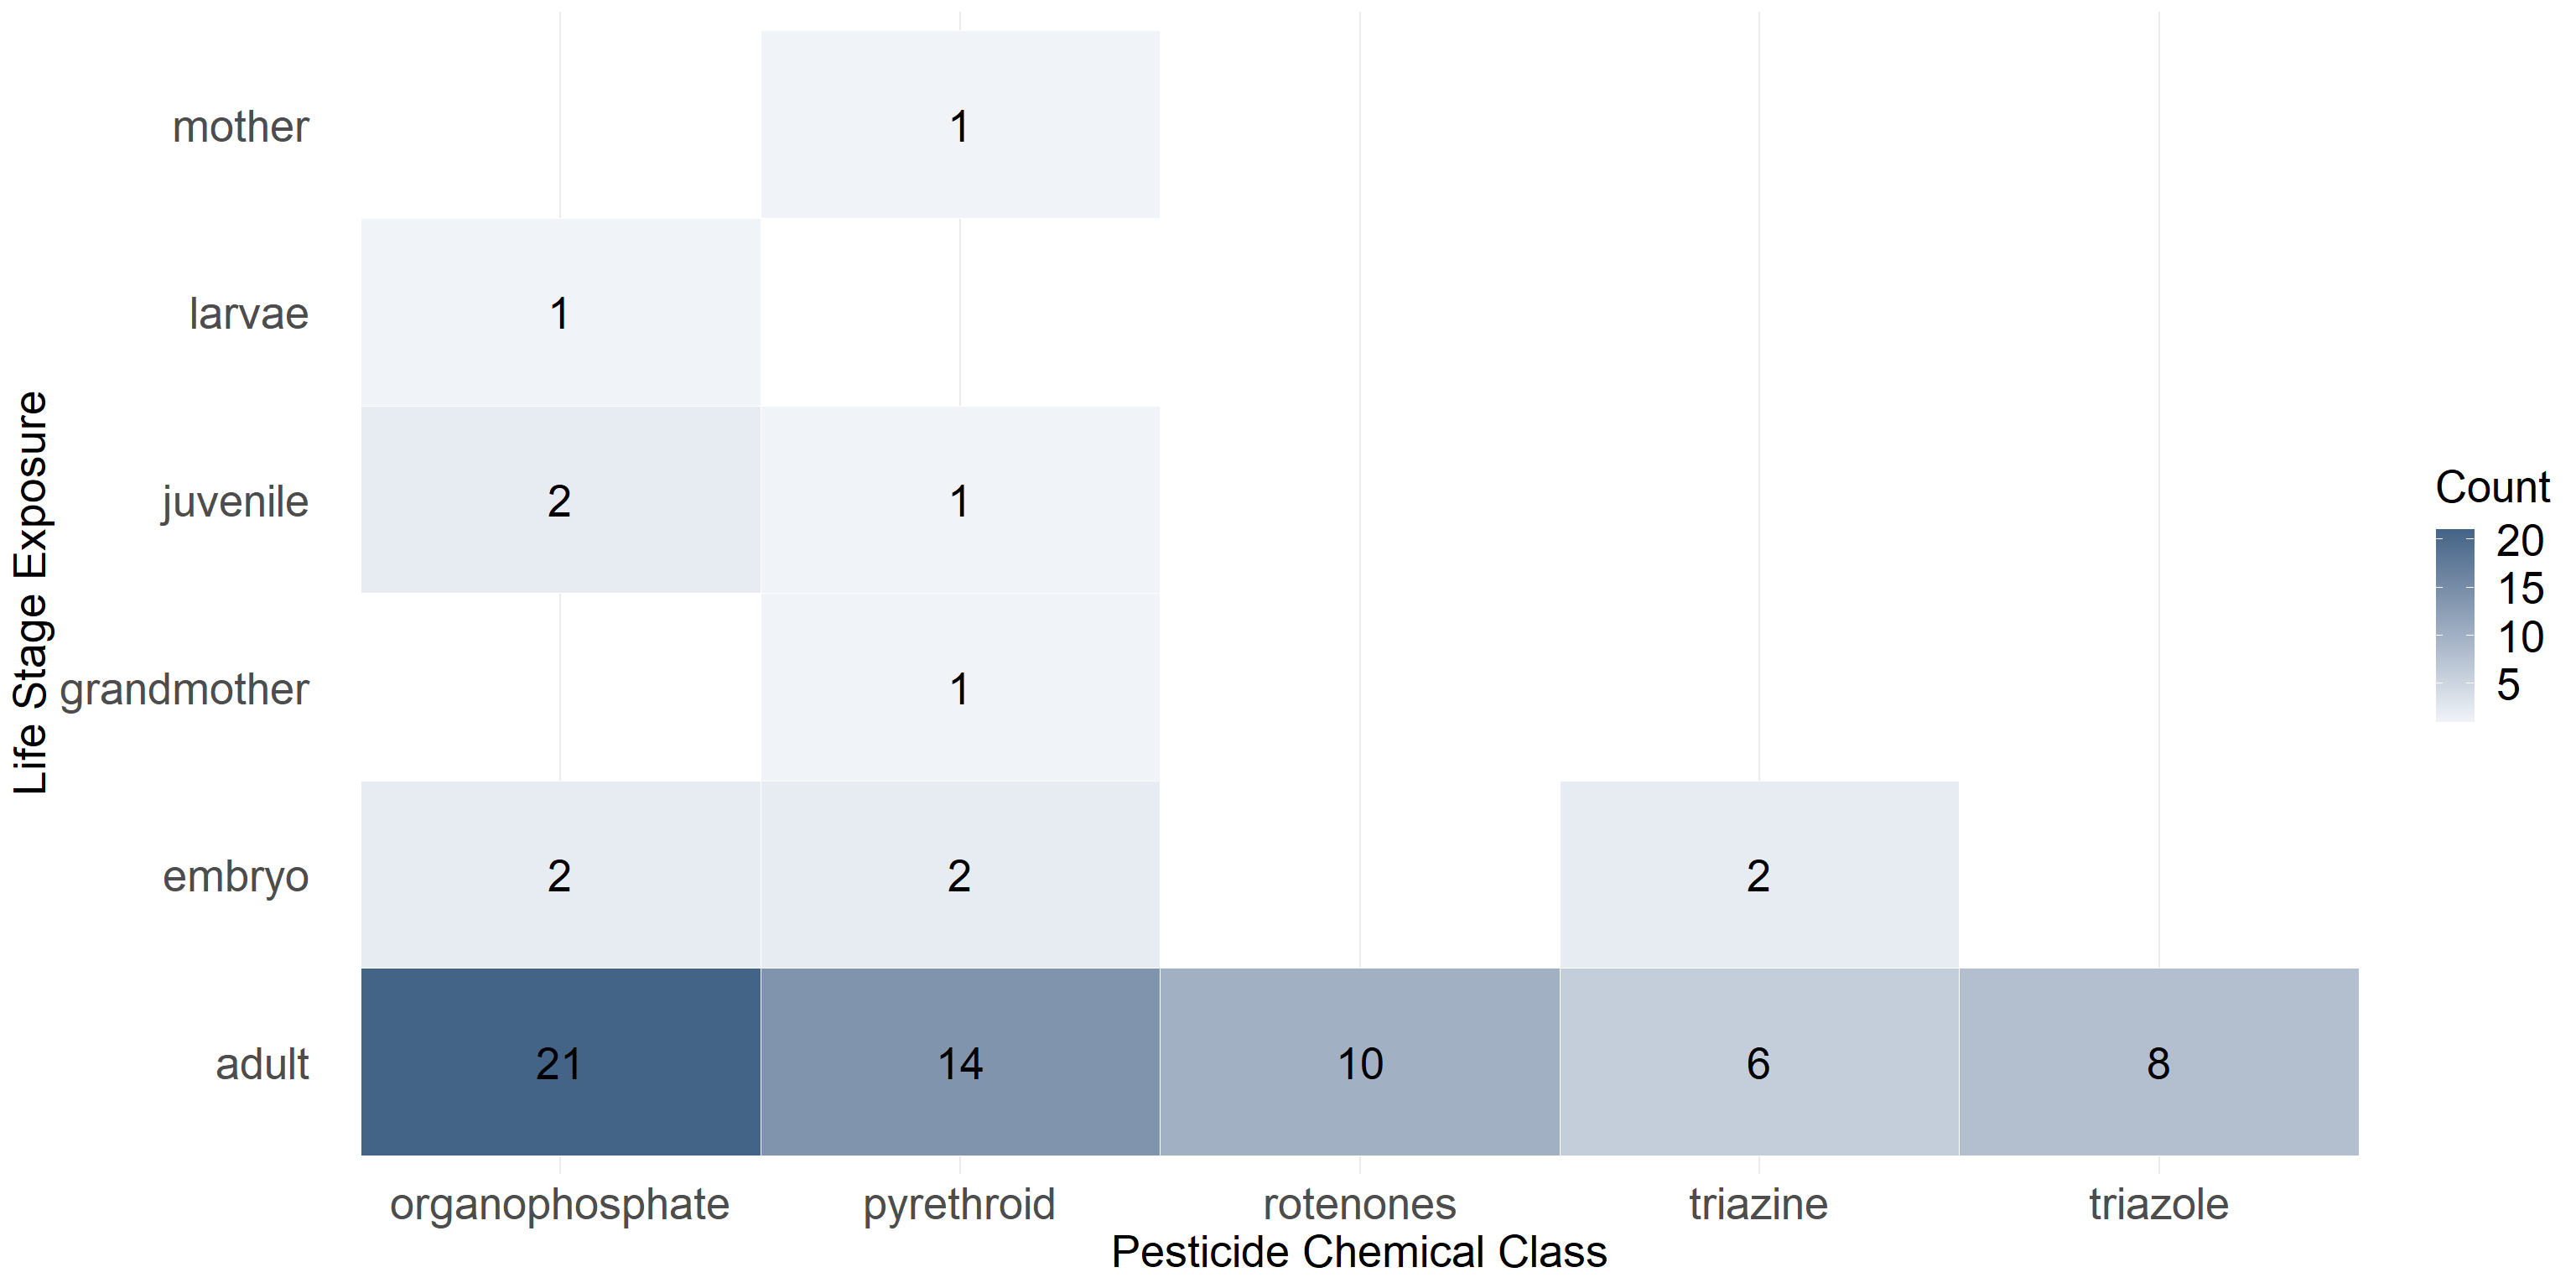 mother
1
larvae
1
juvenile
2
1
grandmother
1
embryo
2
2
2
adult
21
14
10
6
8
organophosphate
pyrethroid
rotenones
triazine
triazole
Pesticide Chemical Class
Life Stage Exposure
Count
20
15
10
5